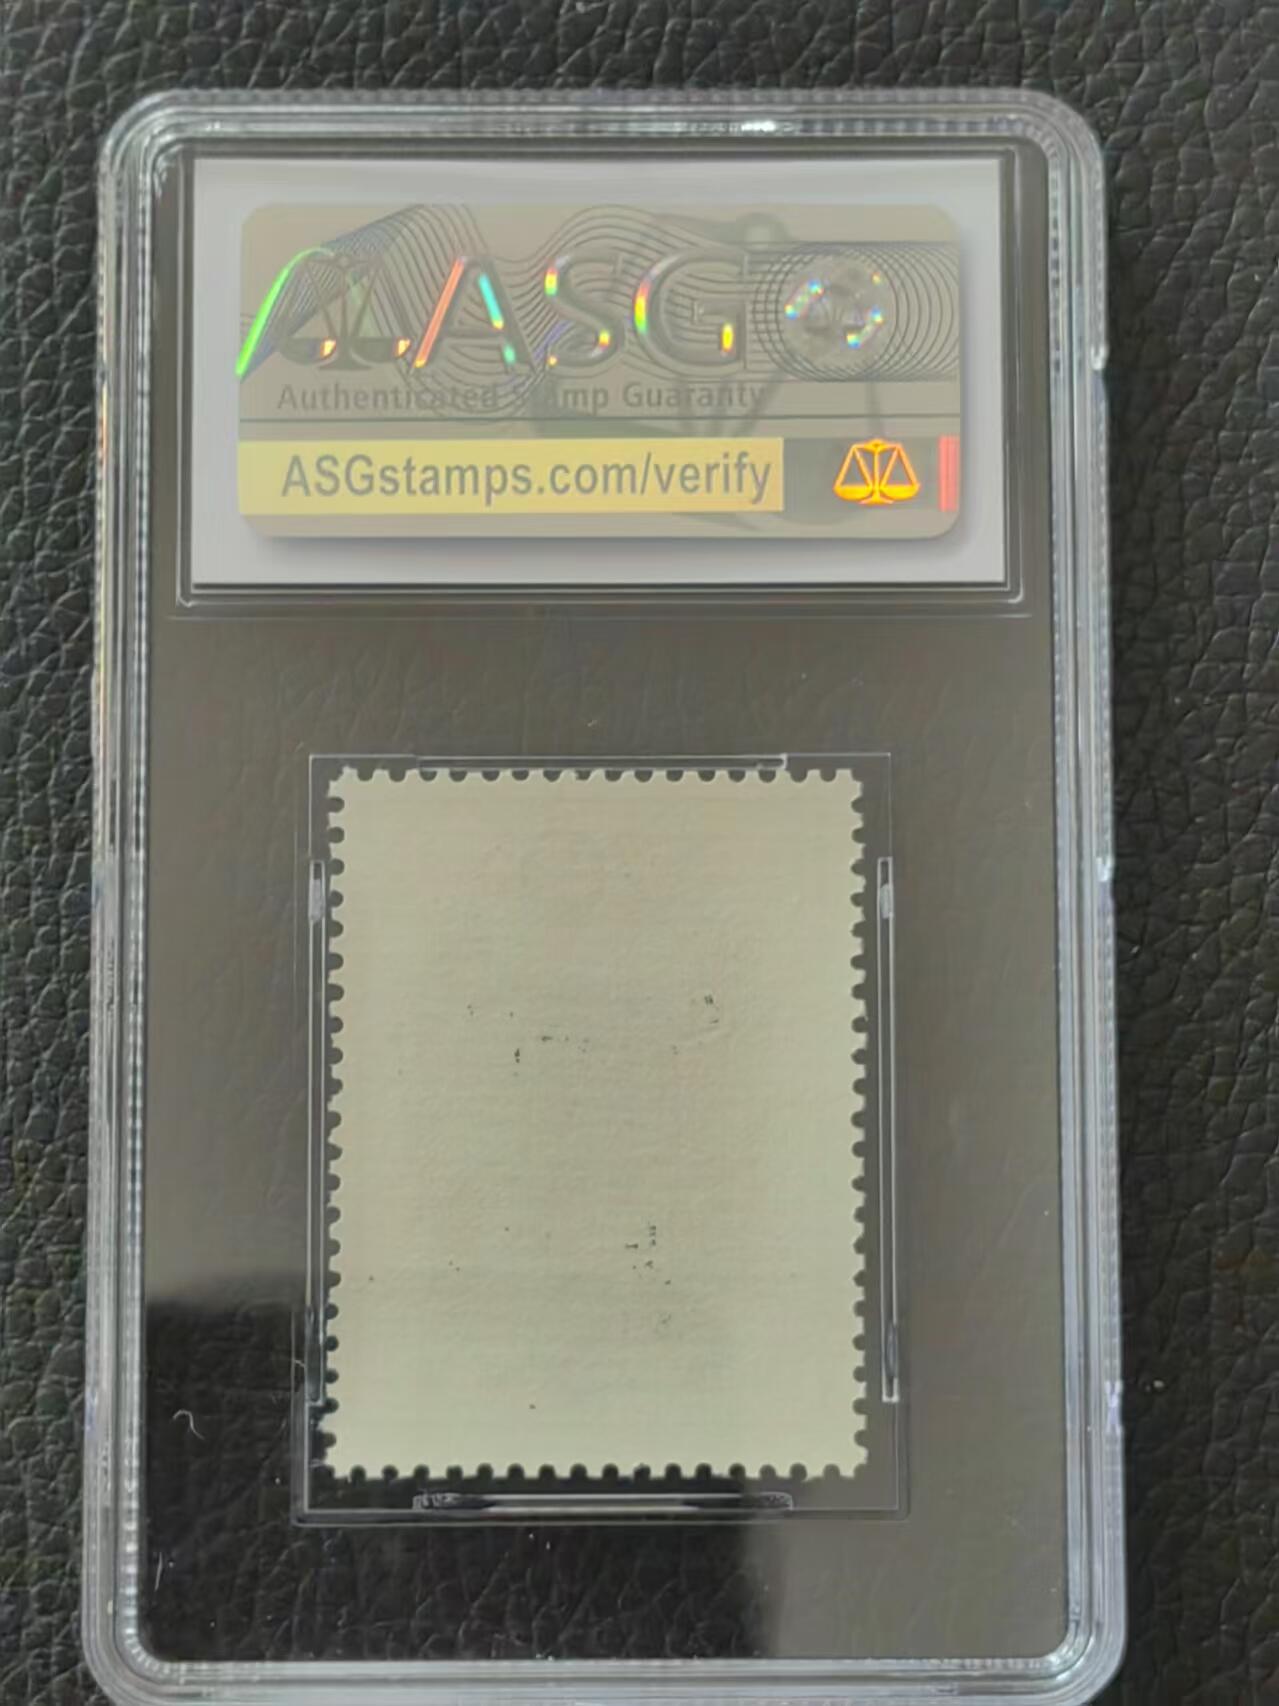 ASG
Authenticated Stamp Guaranty
ASGstamps.com/verify